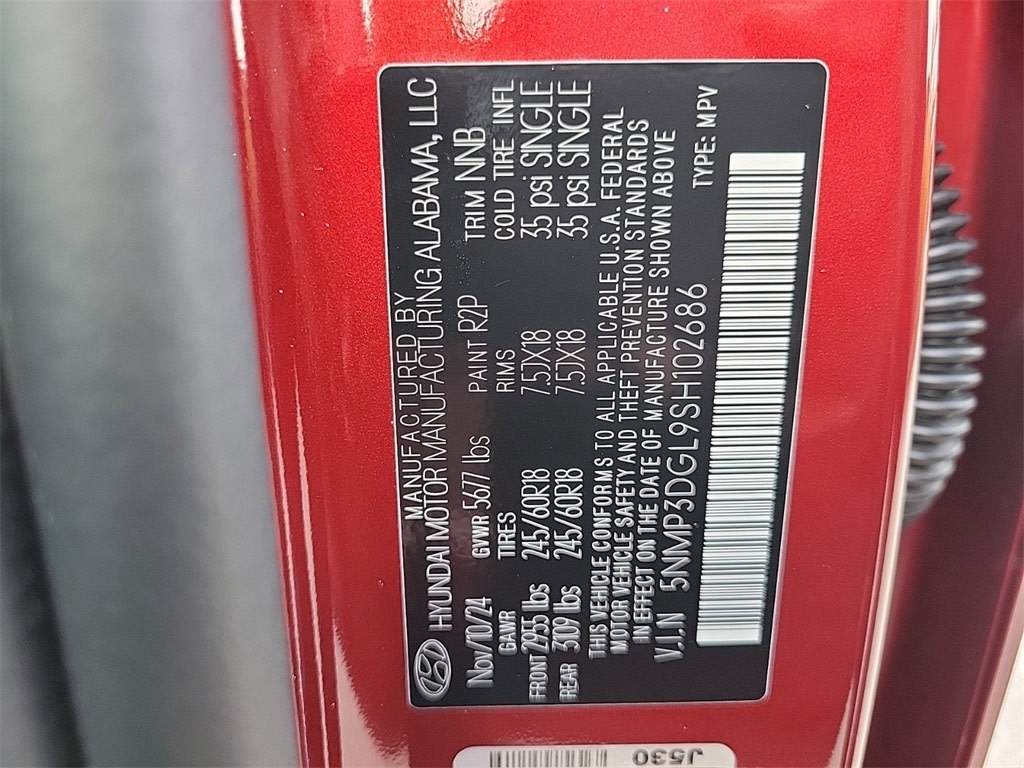 MANUFACTURED BY
HYUNDAI MOTOR MANUFACTURING ALABAMA, LLC
Nov/10/24 GVWR 5677 lbs PAINT R2P TRIM NNB
GAWR TIRES RIMS COLD TIRE INFL
FRONT 2955 lbs 245/60R18 7.5JX18 35 psi SINGLE
REAR 3109 lbs 245/60R18 7.5JX18 35 psi SINGLE
THIS VEHICLE CONFORMS TO ALL APPLICABLE U.S.A. FEDERAL
MOTOR VEHICLE SAFETY AND THEFT PREVENTION STANDARDS
IN EFFECT ON THE DATE OF MANUFACTURE SHOWN ABOVE
V.I.N 5NMP3DGL9SH102686 TYPE: MPV
J530